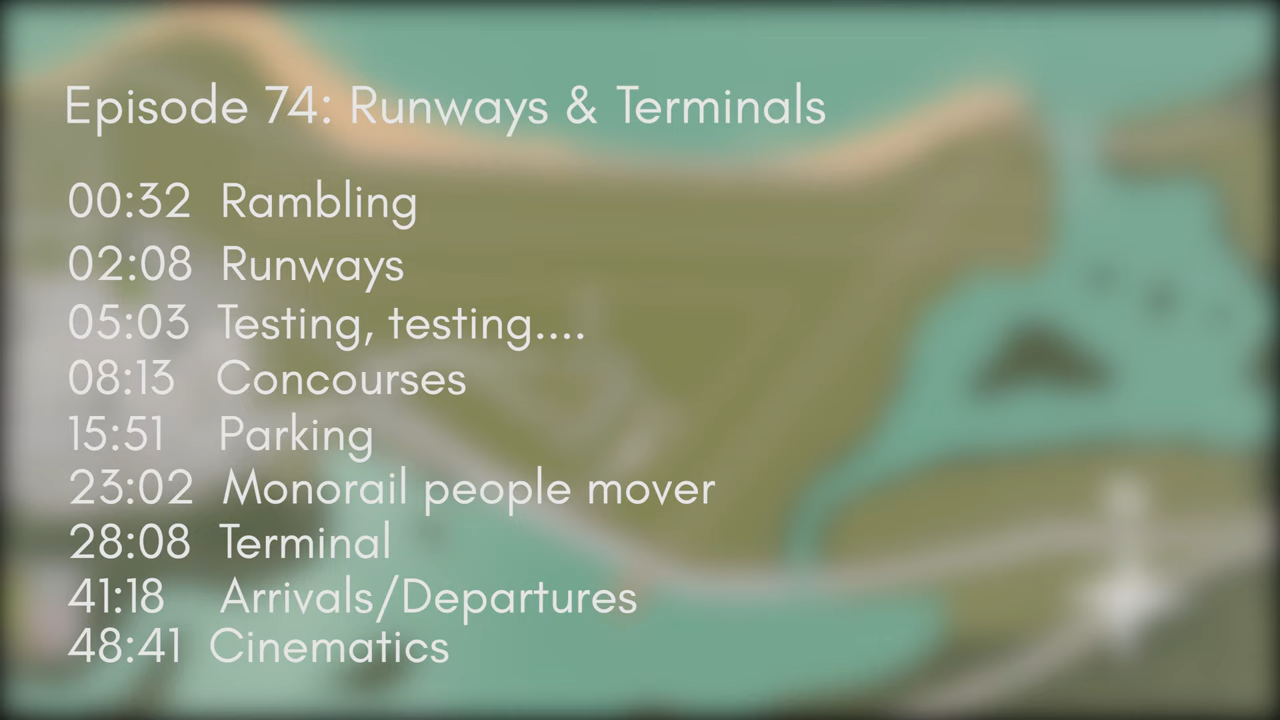 Episode 74: Runways & Terminals
00:32 Rambling
02:08 Runways
05:03 Testing, testing....
08:13 Concourses
15:51 Parking
23:02 Monorail people mover
28:08 Terminal
41:18 Arrivals/Departures
48:41 Cinematics